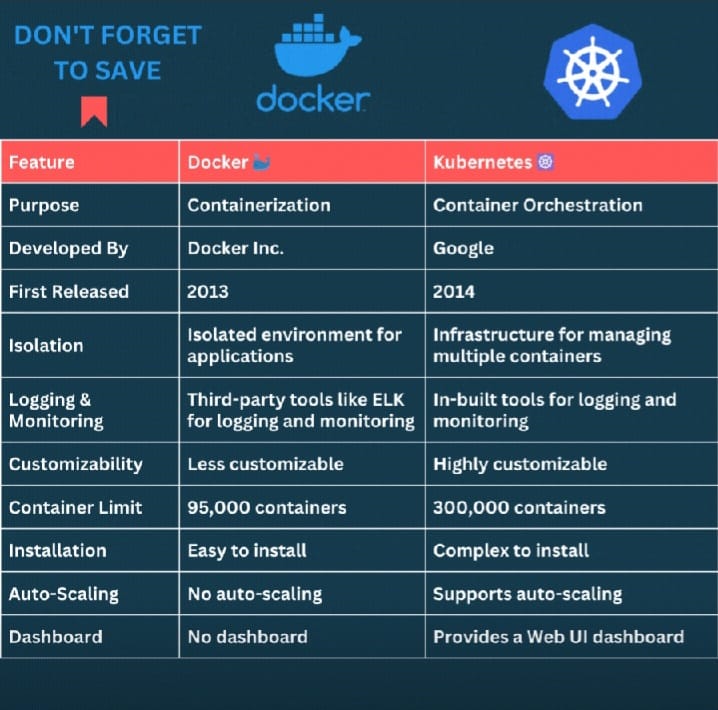 DON'T FORGET
TO SAVE
docker
Feature
Docker
Kubernetes
Purpose
Containerization
Container Orchestration
Developed By
Docker Inc.
Google
First Released
2013
2014
Isolation
Isolated environment for
applications
Infrastructure for managing
multiple containers
Logging &
Monitoring
Third-party tools like ELK
for logging and monitoring
In-built tools for logging and
monitoring
Customizability
Less customizable
Highly customizable
Container Limit
95,000 containers
300,000 containers
Installation
Easy to install
Complex to install
Auto-Scaling
No auto-scaling
Supports auto-scaling
Dashboard
No dashboard
Provides a Web UI dashboard